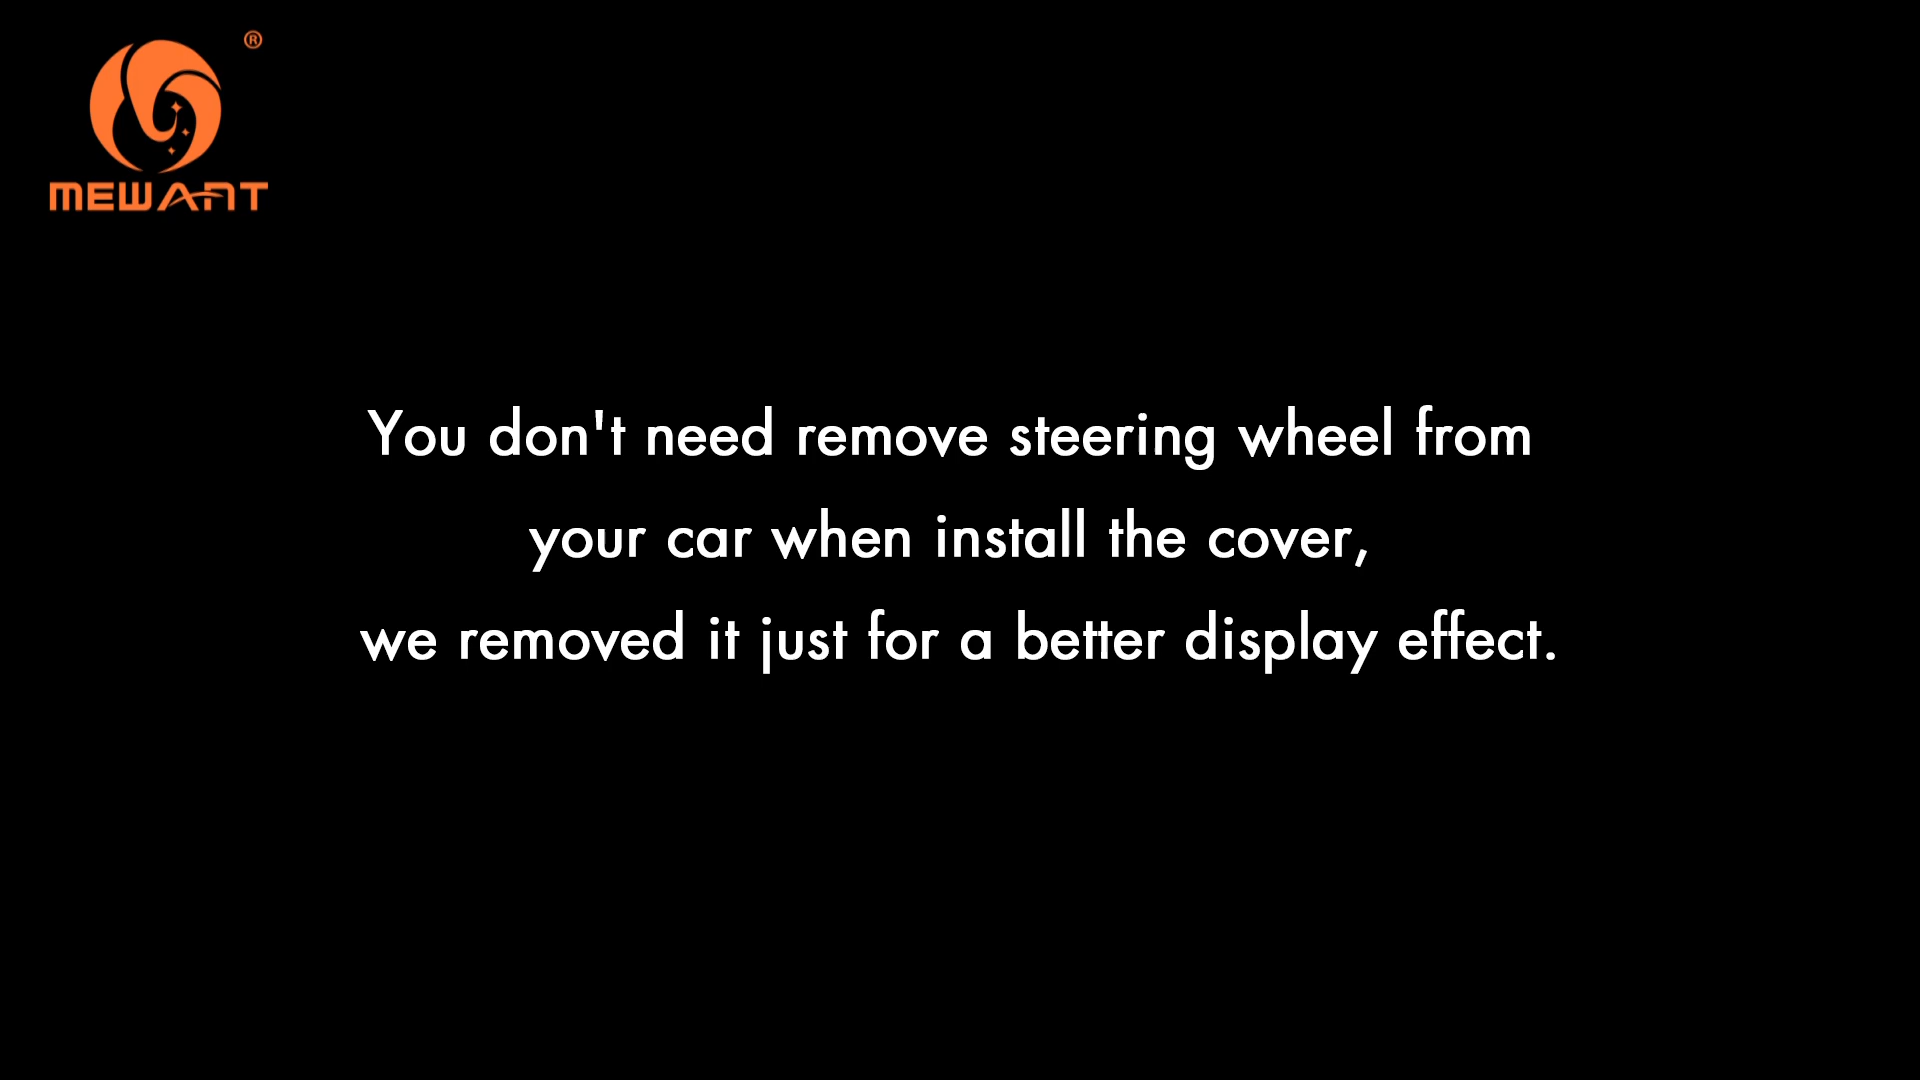 ®
MEWANT
You don't need remove steering wheel from
your car when install the cover,
we removed it just for a better display effect.